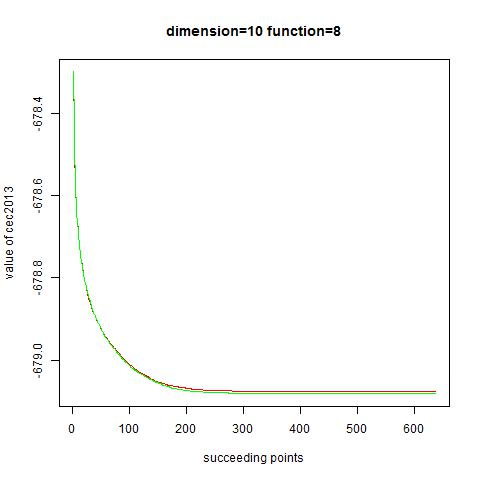 dimension=10 function=8
value of cec2013
-678.4
-678.6
-678.8
-679.0
0 100 200 300 400 500 600
succeeding points